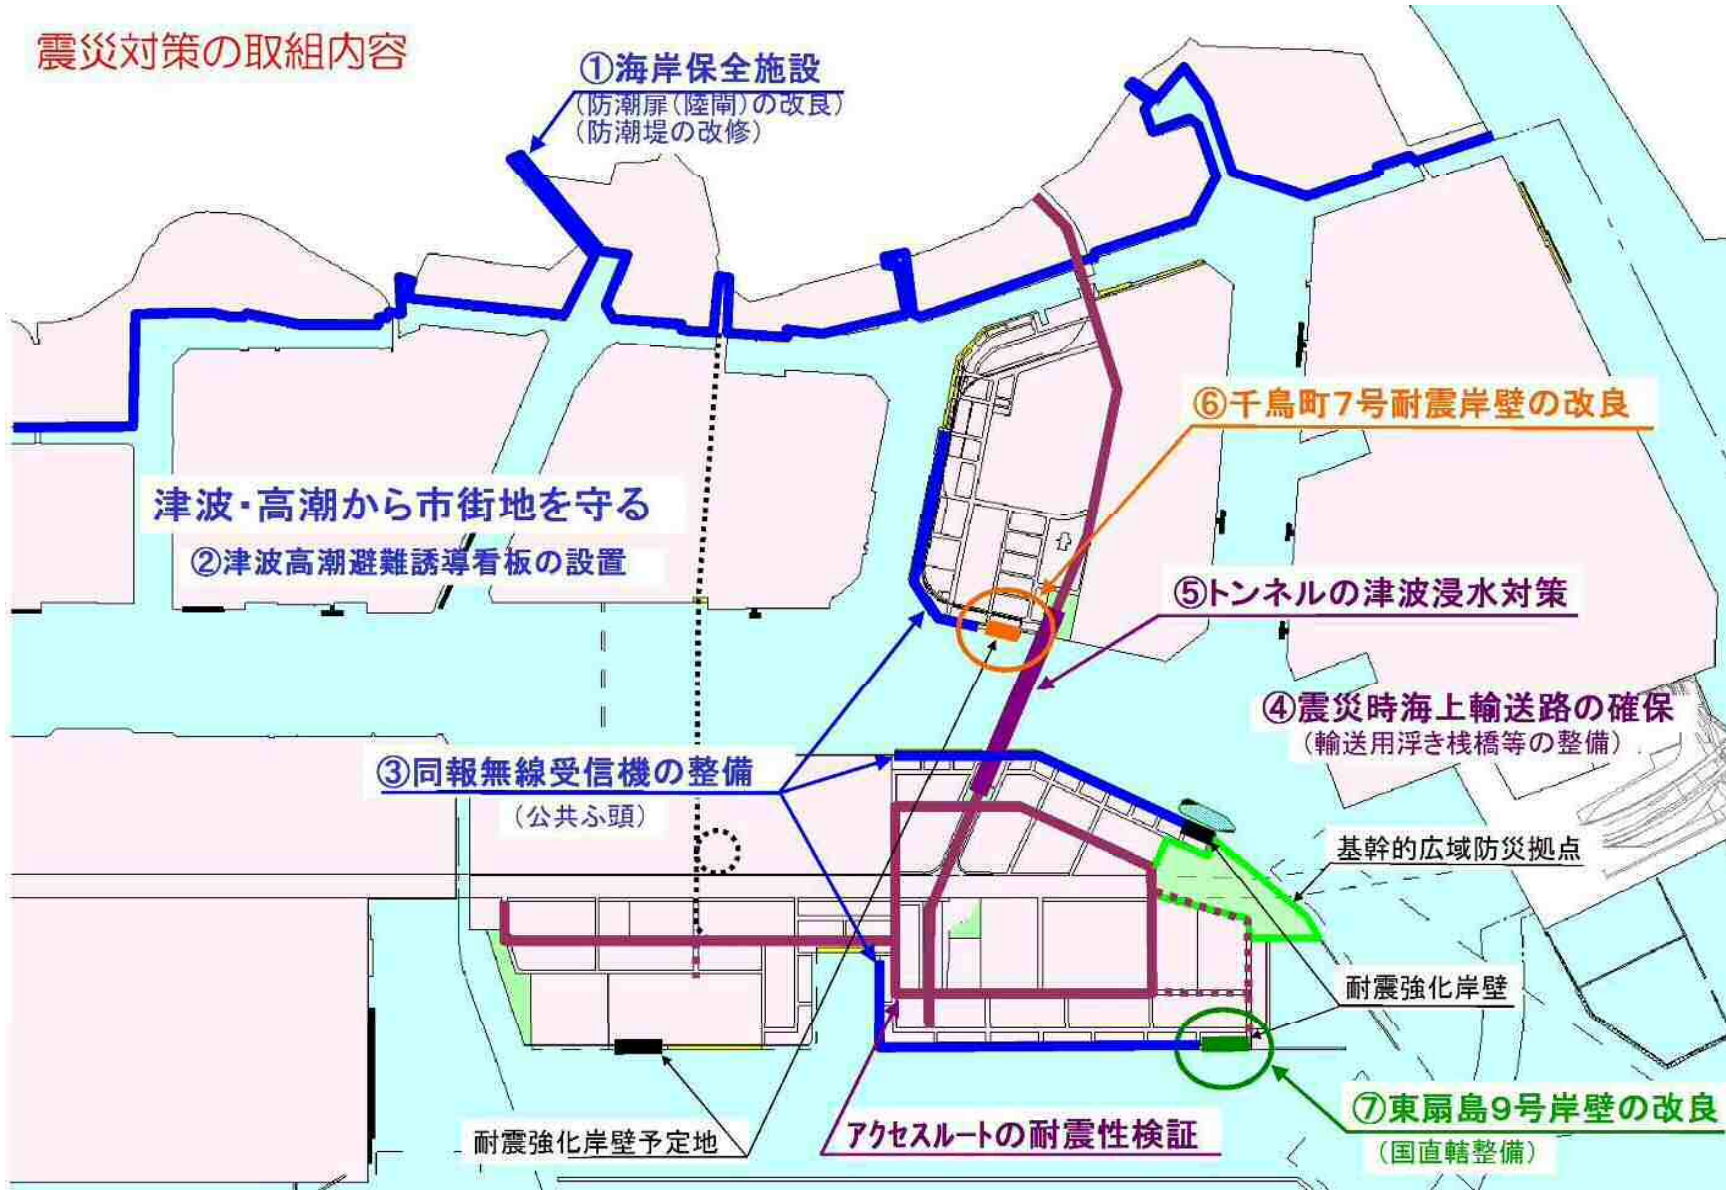 震災対策の取組内容
①海岸保全施設
(防潮扉(陸閘)の改良)
(防潮堤の改修)
⑥千鳥町7号耐震岸壁の改良
津波・高潮から市街地を守る
②津波高潮避難誘導看板の設置
⑤トンネルの津波浸水対策
④震災時海上輸送路の確保
(輸送用浮き桟橋等の整備)
③同報無線受信機の整備
(公共ふ頭)
基幹的広域防災拠点
耐震強化岸壁
⑦東扇島9号岸壁の改良
(国直轄整備)
アクセスルートの耐震性検証
耐震強化岸壁予定地